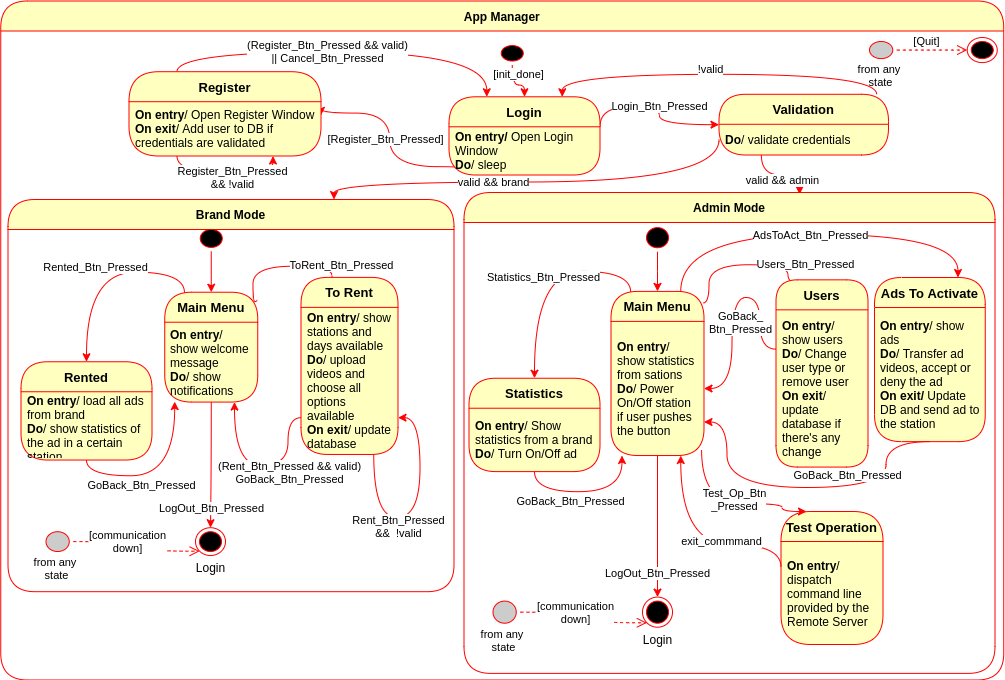 App Manager
(Register_Btn_Pressed && valid)
|| Cancel_Btn_Pressed
[init_done]
[Quit]
from any
state
Register
On entry/ Open Register Window
On exit/ Add user to DB if
credentials are validated
[Register_Btn_Pressed]
Register_Btn_Pressed
&& !valid
Login
On entry/ Open Login
Window
Do/ sleep
!valid
Login_Btn_Pressed
Validation
Do/ validate credentials
valid && brand
valid && admin
Brand Mode
Rented_Btn_Pressed
ToRent_Btn_Pressed
Main Menu
On entry/
show welcome
message
Do/ show
notifications
To Rent
On entry/ show
stations and
days available
Do/ upload
videos and
choose all
options
available
On exit/ update
database
Rented
On entry/ load all ads
from brand
Do/ show statistics of
the ad in a certain
station
GoBack_Btn_Pressed
(Rent_Btn_Pressed && valid)
GoBack_Btn_Pressed
LogOut_Btn_Pressed
Rent_Btn_Pressed
&& !valid
[communication
down]
from any
state
Login
Admin Mode
AdsToAct_Btn_Pressed
Statistics_Btn_Pressed
Users_Btn_Pressed
Main Menu
On entry/
show statistics
from sations
Do/ Power
On/Off station
if user pushes
the button
GoBack_
Btn_Pressed
Users
On entry/
show users
Do/ Change
user type or
remove user
On exit/
update
database if
there's any
change
Ads To Activate
On entry/ show
ads
Do/ Transfer ad
videos, accept or
deny the ad
On exit/ Update
DB and send ad to
the station
Statistics
On entry/ Show
statistics from a brand
Do/ Turn On/Off ad
GoBack_Btn_Pressed
GoBack_Btn_Pressed
Test_Op_Btn
_Pressed
exit_commmand
Test Operation
On entry/
dispatch
command line
provided by the
Remote Server
LogOut_Btn_Pressed
[communication
down]
from any
state
Login